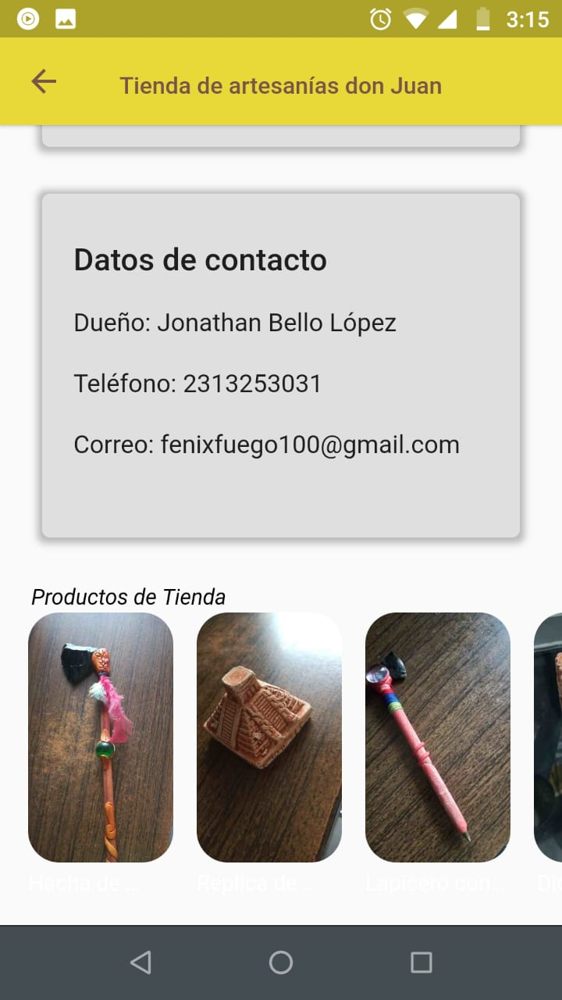 3:15
Tienda de artesanías don Juan
Datos de contacto
Dueño: Jonathan Bello López
Teléfono: 2313253031
Correo: fenixfuego100@gmail.com
Productos de Tienda
Hacha de ... Replica de ... Lapicero con...